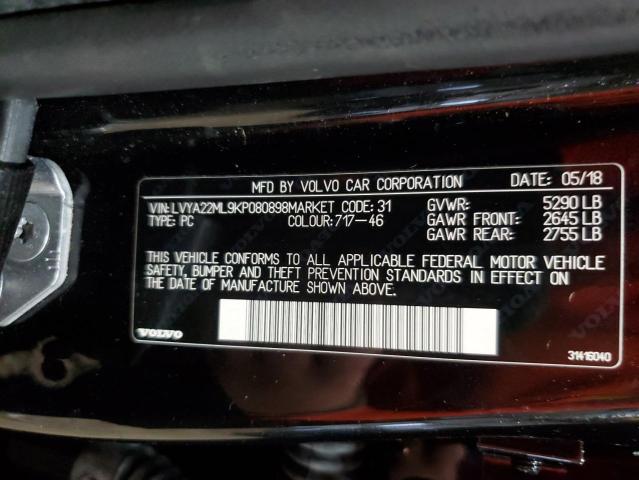 MFD BY VOLVO CAR CORPORATION DATE: 05/18
VIN:LVYA22ML9KP080898MARKET CODE: 31 GVWR: 5290 LB
TYPE: PC COLOUR:717-46 GAWR FRONT: 2645 LB
GAWR REAR: 2755 LB
THIS VEHICLE CONFORMS TO ALL APPLICABLE FEDERAL MOTOR VEHICLE
SAFETY, BUMPER AND THEFT PREVENTION STANDARDS IN EFFECT ON
THE DATE OF MANUFACTURE SHOWN ABOVE.
VOLVO
31416040